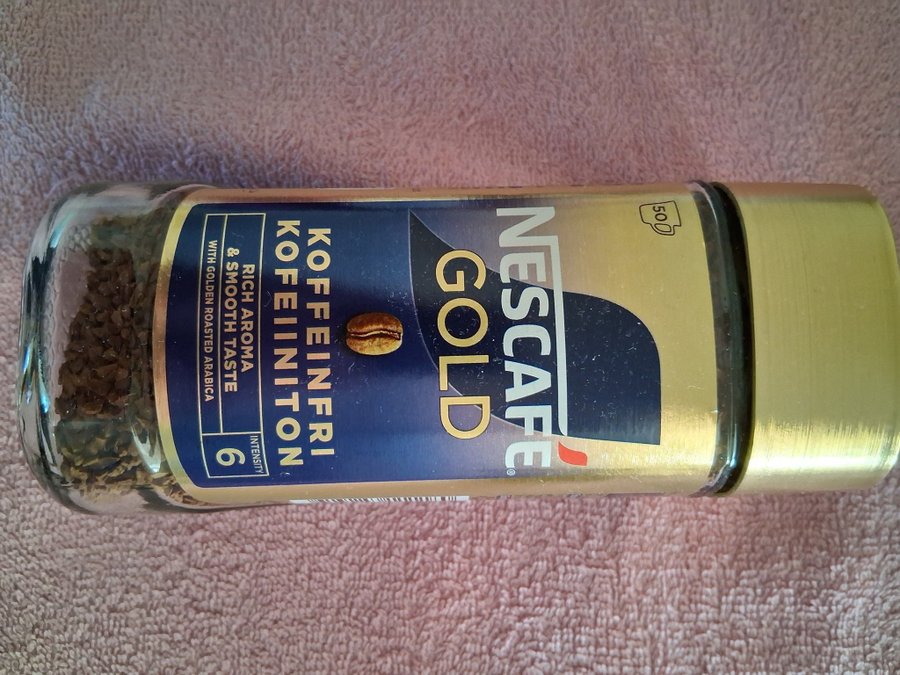 50
NESCAFÉ®
GOLD
KOFFEINFRI
KOFEIINITON
RICH AROMA
& SMOOTH TASTE
WITH GOLDEN ROASTED ARABICA
INTENSITY
6